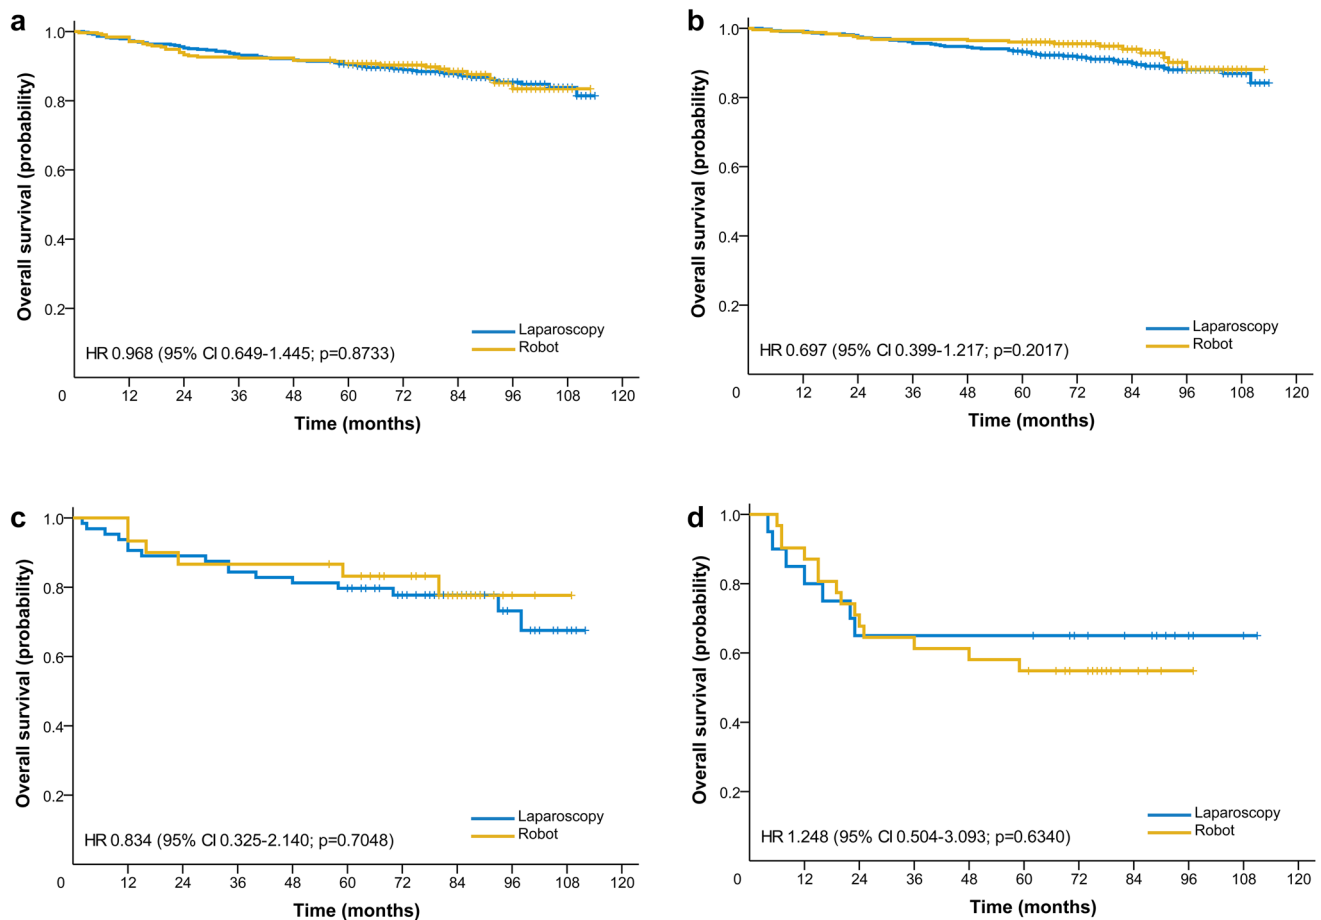 a
Overall survival (probability)
1.0
0.8
0.6
0.4
0.2
Laparoscopy
Robot
HR 0.968 (95% CI 0.649-1.445; p=0.8733)
0 12 24 36 48 60 72 84 96 108 120
Time (months)
b
Overall survival (probability)
1.0
0.8
0.6
0.4
0.2
Laparoscopy
Robot
HR 0.697 (95% CI 0.399-1.217; p=0.2017)
0 12 24 36 48 60 72 84 96 108 120
Time (months)
c
Overall survival (probability)
1.0
0.8
0.6
0.4
0.2
Laparoscopy
Robot
HR 0.834 (95% CI 0.325-2.140; p=0.7048)
0 12 24 36 48 60 72 84 96 108 120
Time (months)
d
Overall survival (probability)
1.0
0.8
0.6
0.4
0.2
Laparoscopy
Robot
HR 1.248 (95% CI 0.504-3.093; p=0.6340)
0 12 24 36 48 60 72 84 96 108 120
Time (months)